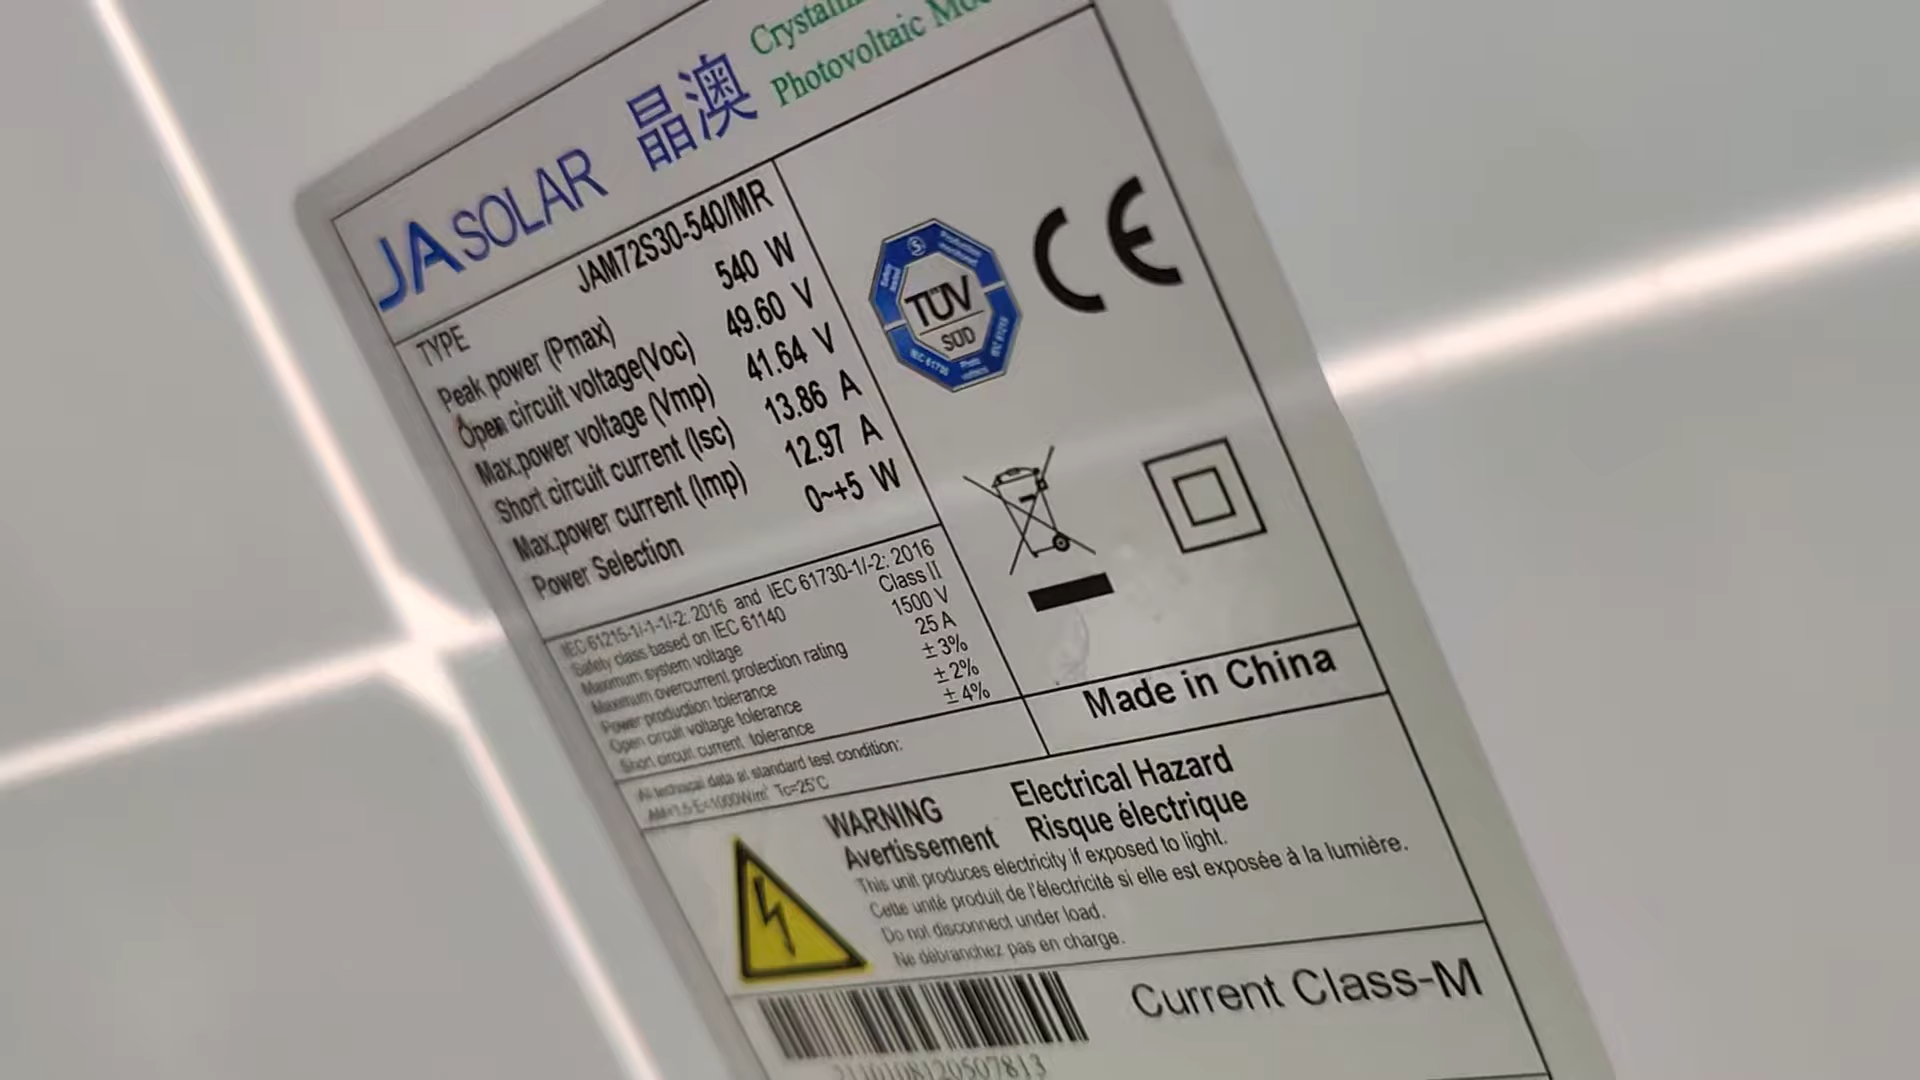 JA SOLAR 晶澳
Photovoltaic
TYPE JAM72S30-540/MR
Peak power (Pmax) 540 W
Open circuit voltage(Voc) 49.60 V
Max.power voltage (Vmp) 41.64 V
Short circuit current (Isc) 13.86 A
Max.power current (Imp) 12.97 A
Power Selection 0~+5 W
TÜV
SÜD
CE
IEC 61215-1/-1-1/-2: 2016 and IEC 61730-1/-2: 2016
Safety class based on IEC 61140 Class II
Maximum system voltage 1500 V
Maximum overcurrent protection rating 25 A
Power production tolerance ±3%
Open circuit voltage tolerance ±2%
Short circuit current tolerance ±4%
All technical data at standard test condition:
AM=1.5 E=1000W/m² Tc=25°C
Made in China
WARNING Electrical Hazard
Avertissement Risque électrique
This unit produces electricity if exposed to light.
Cette unité produit de l'électricité si elle est exposée à la lumière.
Do not disconnect under load.
Ne débranchez pas en charge.
Current Class-M